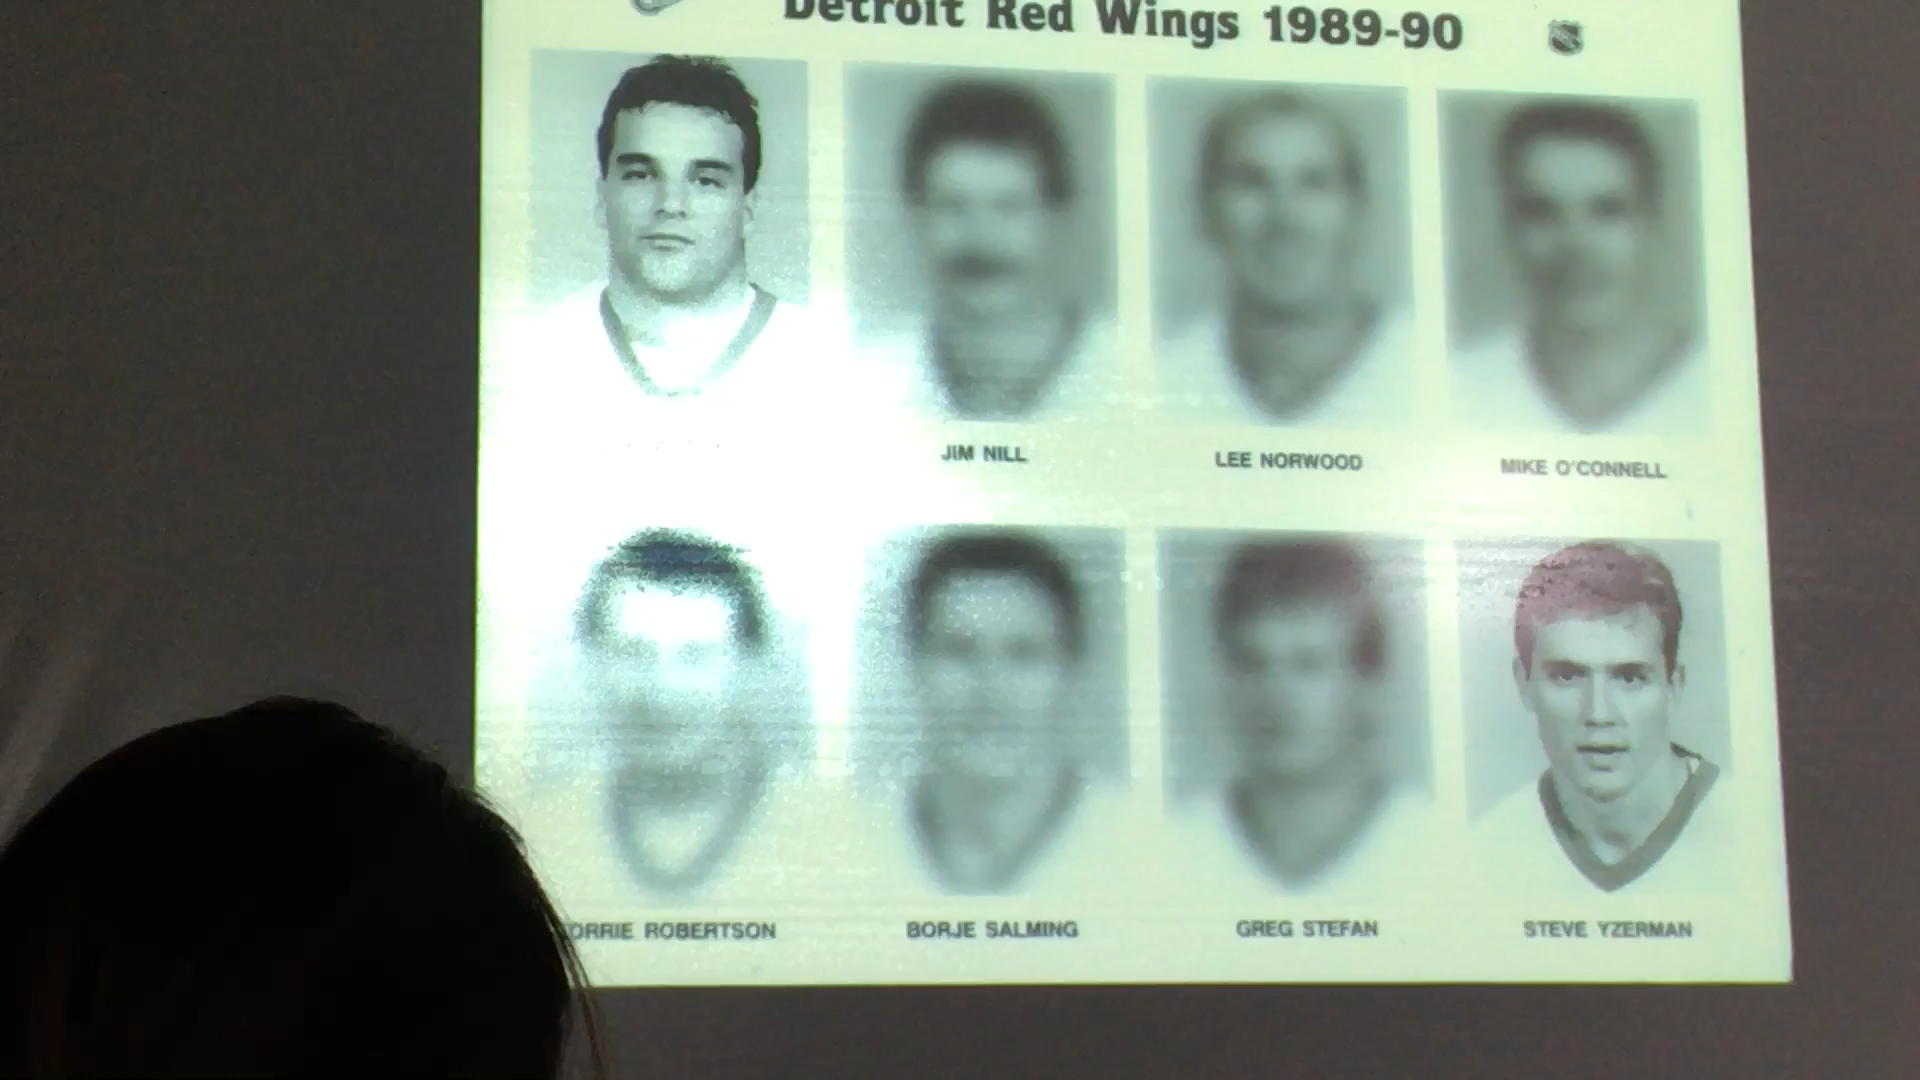 Detroit Red Wings 1989-90
JIM NILL
LEE NORWOOD
MIKE O'CONNELL
ORRIE ROBERTSON
BORJE SALMING
GREG STEFAN
STEVE YZERMAN